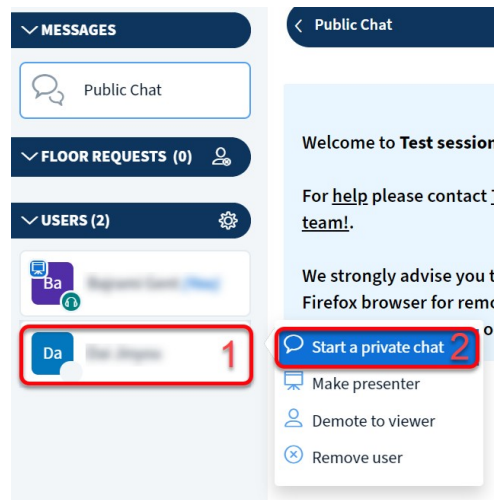 MESSAGES
Public Chat
FLOOR REQUESTS (0)
USERS (2)
Ba
Da
1
Public Chat
Welcome to Test session
For help please contact
team!.
We strongly advise you t
Firefox browser for remo
o
Start a private chat 2
Make presenter
Demote to viewer
Remove user